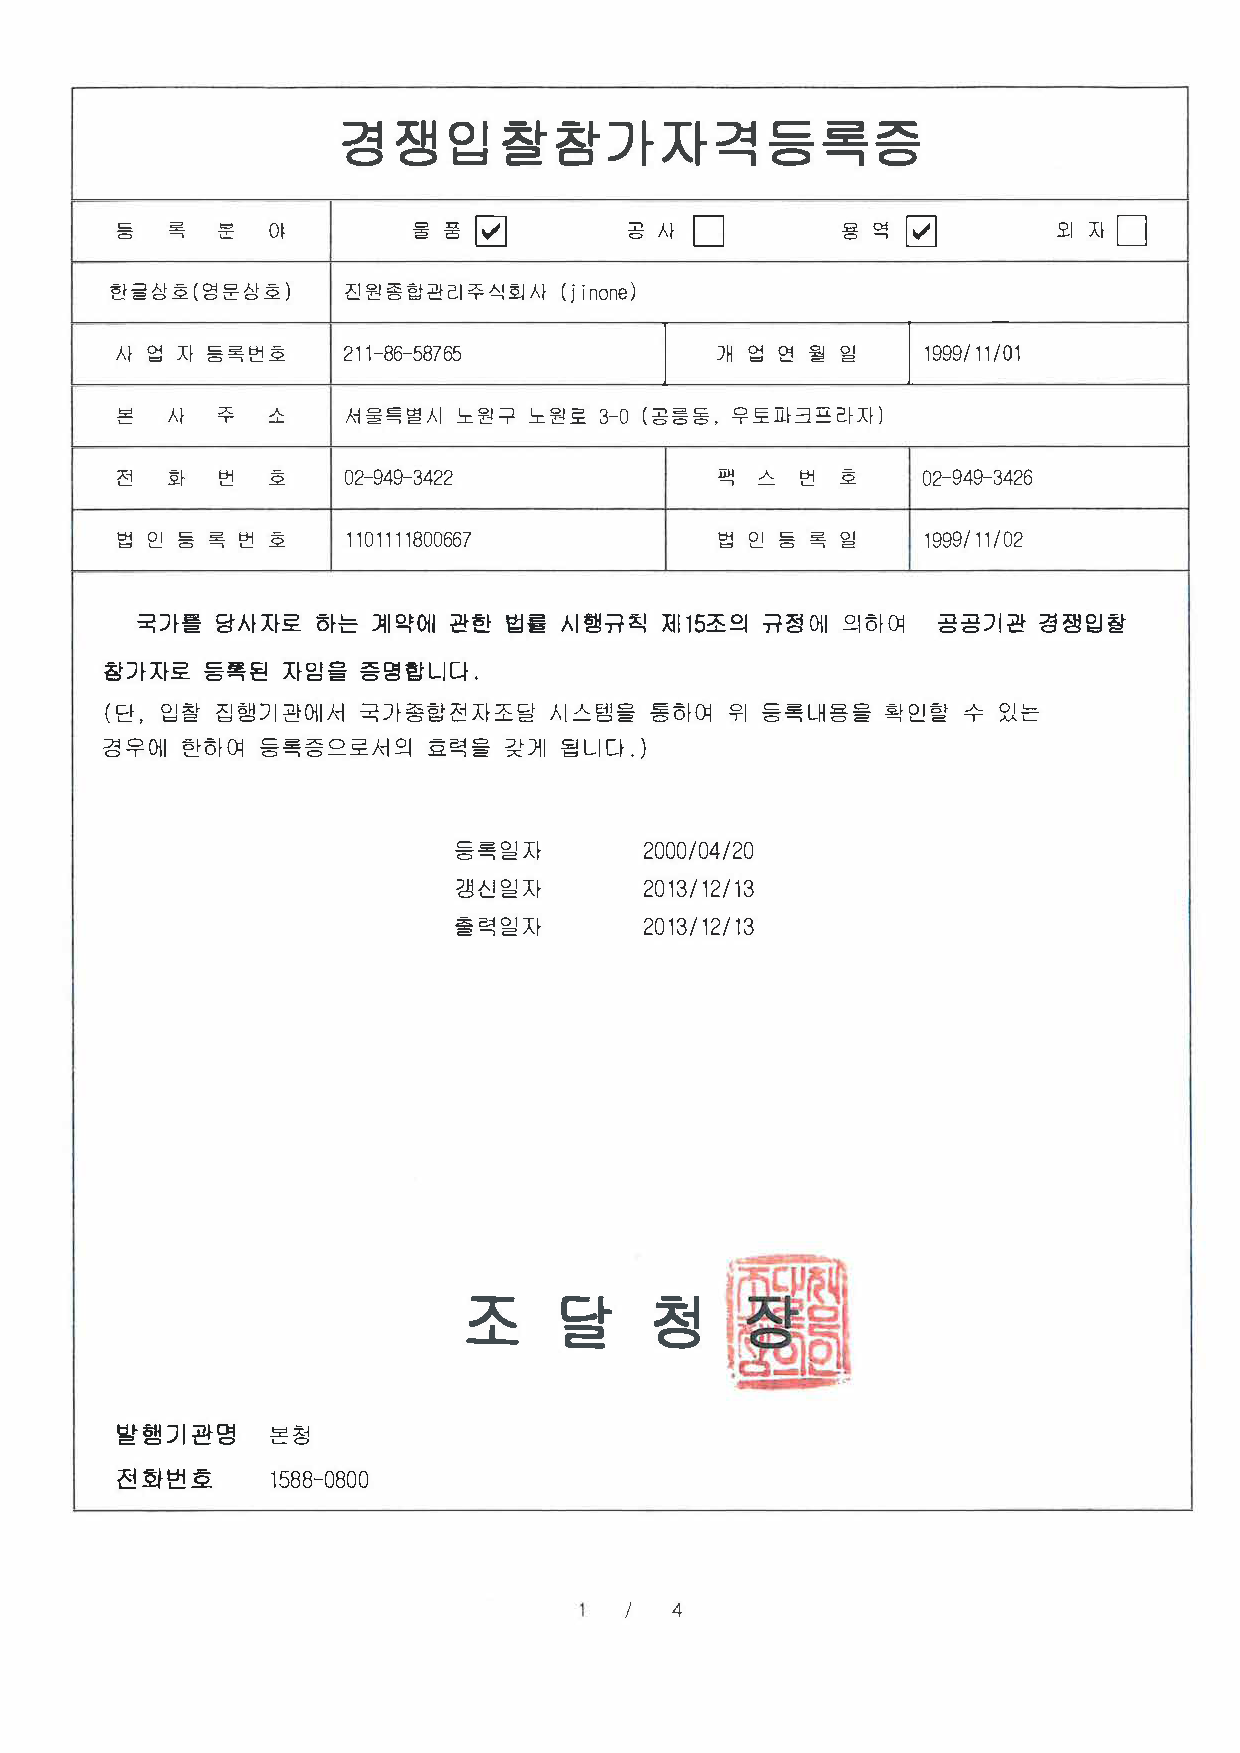 경쟁입찰참가자격등록증
등 록 분 야 물 품 ☑ 공 사 ☐ 용 역 ☑ 외 자 ☐
한글상호(영문상호) 진원종합관리주식회사 (jinone)
사 업 자 등록번호 211-86-58765 개 업 연 월 일 1999/11/01
본 사 주 소 서울특별시 노원구 노원로 3-0 (공릉동, 우토파크프라자)
전 화 번 호 02-949-3422 팩 스 번 호 02-949-3426
법 인 등 록 번 호 1101111800667 법 인 등 록 일 1999/11/02
국가를 당사자로 하는 계약에 관한 법률 시행규칙 제15조의 규정에 의하여 공공기관 경쟁입찰
참가자로 등록된 자임을 증명합니다.
(단, 입찰 집행기관에서 국가종합전자조달 시스템을 통하여 위 등록내용을 확인할 수 있는
경우에 한하여 등록증으로서의 효력을 갖게 됩니다.)
등록일자 2000/04/20
갱신일자 2013/12/13
출력일자 2013/12/13
조 달 청 장
발행기관명 본청
전화번호 1588-0800
1 / 4